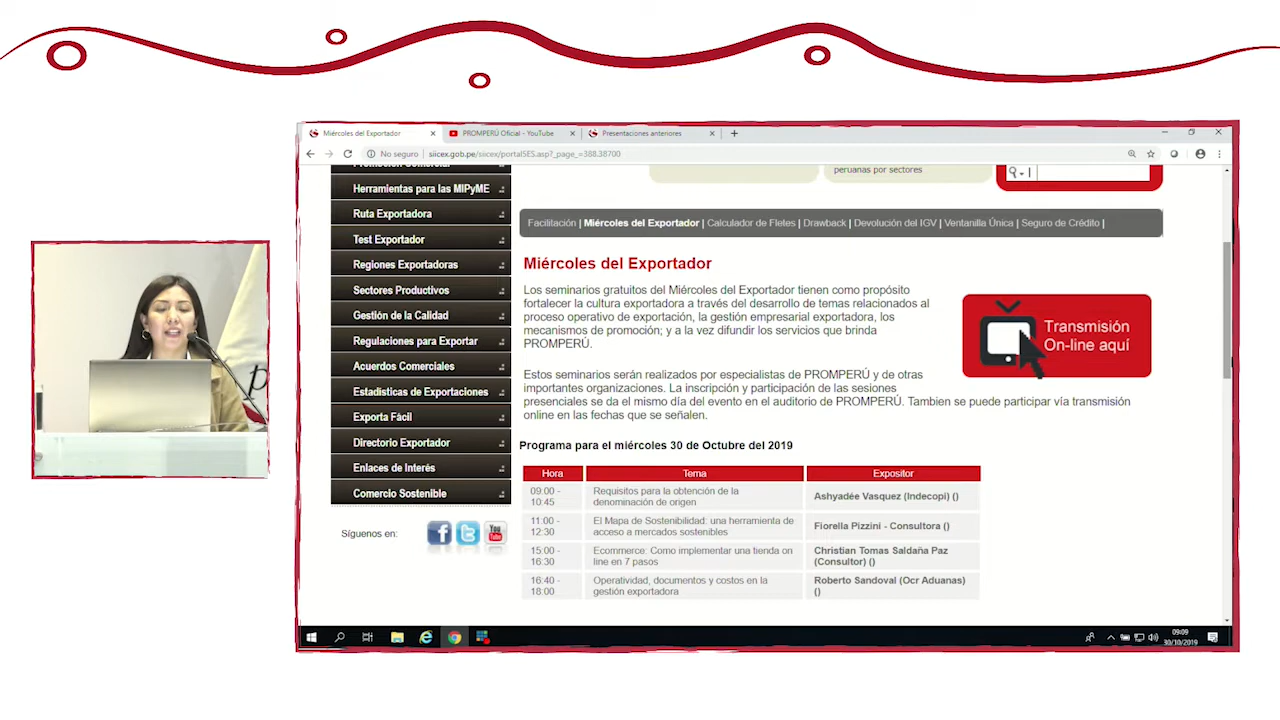 Miércoles del Exportador
PROMPERÚ Oficial - YouTube
Presentaciones anteriores
No seguro
siicex.gob.pe/siicex/portal5ES.asp?_page_=388.38700
peruanas por sectores
Herramientas para las MIPyME
Ruta Exportadora
Test Exportador
Regiones Exportadoras
Sectores Productivos
Gestión de la Calidad
Regulaciones para Exportar
Acuerdos Comerciales
Estadísticas de Exportaciones
Exporta Fácil
Directorio Exportador
Enlaces de Interés
Comercio Sostenible
Síguenos en:
You
Tube
Facilitación | Miércoles del Exportador | Calculador de Fletes | Drawback | Devolución del IGV | Ventanilla Única | Seguro de Crédito |
Miércoles del Exportador
Los seminarios gratuitos del Miércoles del Exportador tienen como propósito
fortalecer la cultura exportadora a través del desarrollo de temas relacionados al
proceso operativo de exportación, la gestión empresarial exportadora, los
mecanismos de promoción; y a la vez difundir los servicios que brinda
PROMPERÚ.
Transmisión
On-line aquí
Estos seminarios serán realizados por especialistas de PROMPERÚ y de otras
importantes organizaciones. La inscripción y participación de las sesiones
presenciales se da el mismo día del evento en el auditorio de PROMPERÚ. Tambien se puede participar vía transmisión
online en las fechas que se señalen.
Programa para el miércoles 30 de Octubre del 2019
Hora Tema Expositor
09:00 - Requisitos para la obtención de la Ashyadée Vasquez (Indecopi) ()
10:45 denominación de origen
11:00 - El Mapa de Sostenibilidad: una herramienta de Fiorella Pizzini - Consultora ()
12:30 acceso a mercados sostenibles
15:00 - Ecommerce: Como implementar una tienda on Christian Tomas Saldaña Paz
16:30 line en 7 pasos (Consultor) ()
16:40 - Operatividad, documentos y costos en la Roberto Sandoval (Ocr Aduanas)
18:00 gestión exportadora ()
09:09
30/10/2019